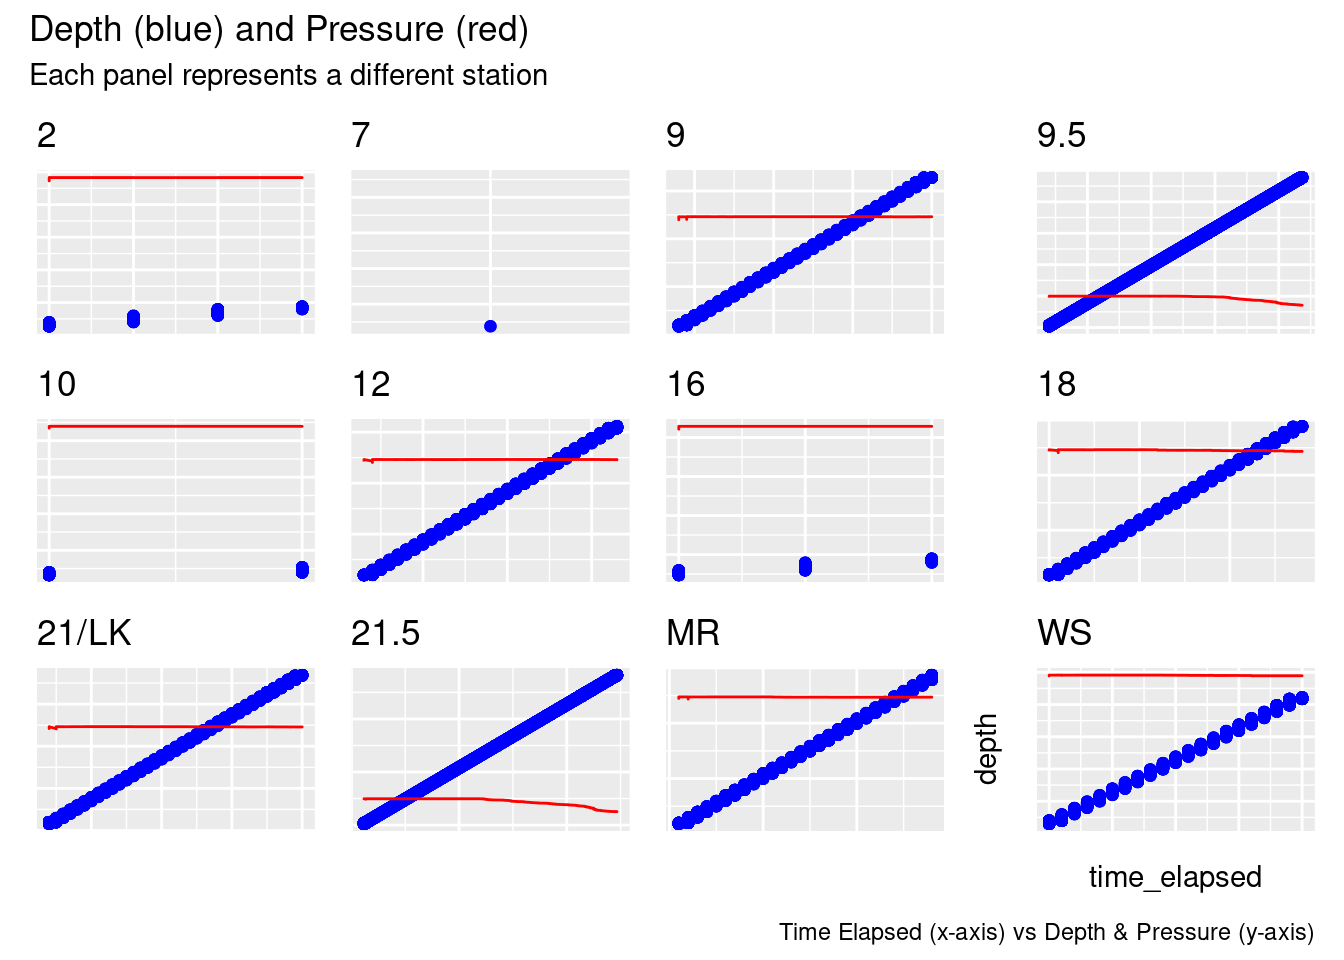 Depth (blue) and Pressure (red)
Each panel represents a different station
2
7
9
9.5
10
12
16
18
21/LK
21.5
MR
WS
depth
time_elapsed
Time Elapsed (x-axis) vs Depth & Pressure (y-axis)